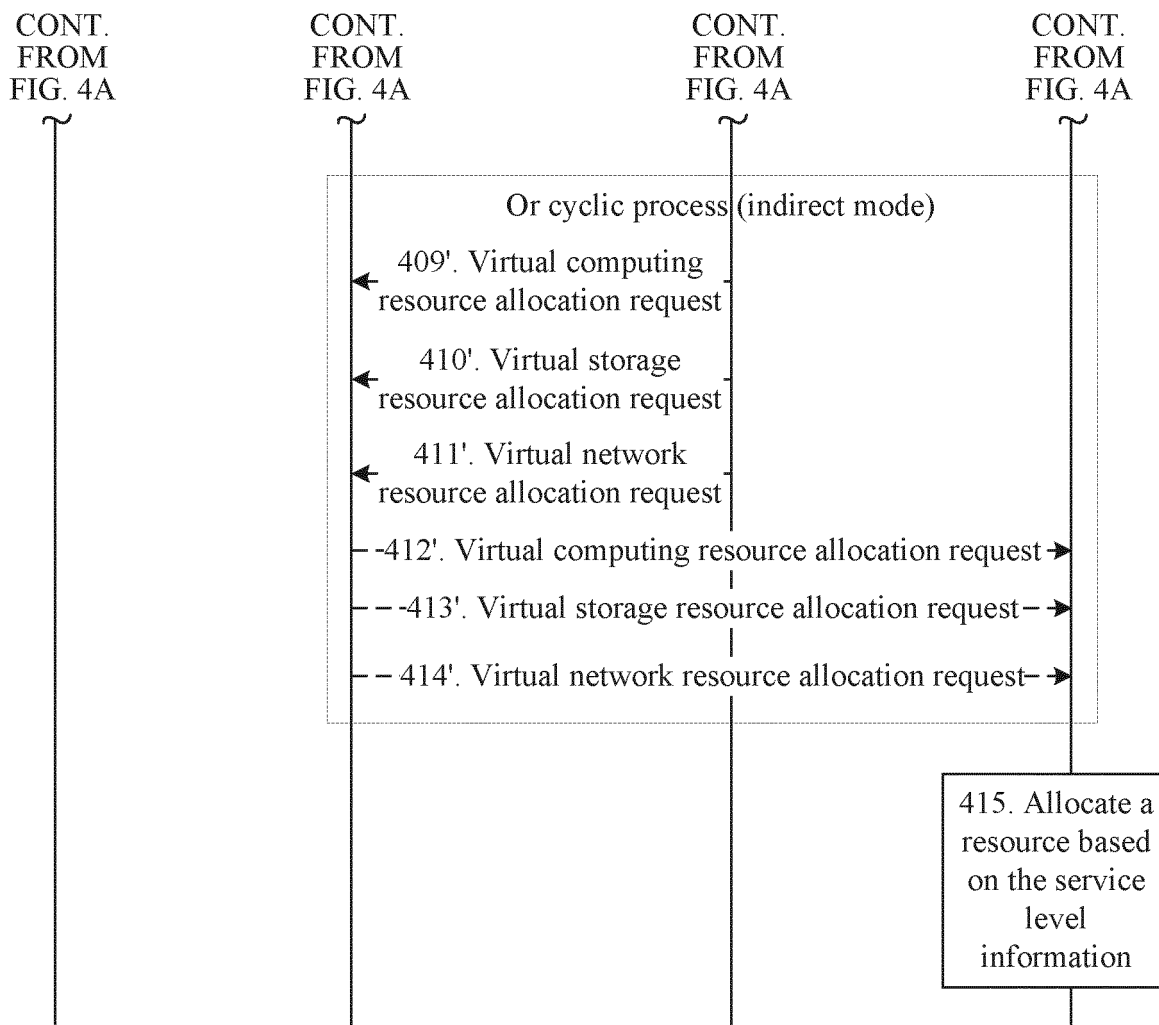 CONT.
FROM
FIG. 4A
CONT.
FROM
FIG. 4A
CONT.
FROM
FIG. 4A
CONT.
FROM
FIG. 4A
Or cyclic process (indirect mode)
409'. Virtual computing
resource allocation request
410'. Virtual storage
resource allocation request
411'. Virtual network
resource allocation request
412'. Virtual computing resource allocation request
413'. Virtual storage resource allocation request
414'. Virtual network resource allocation request
415. Allocate a
resource based
on the service
level
information